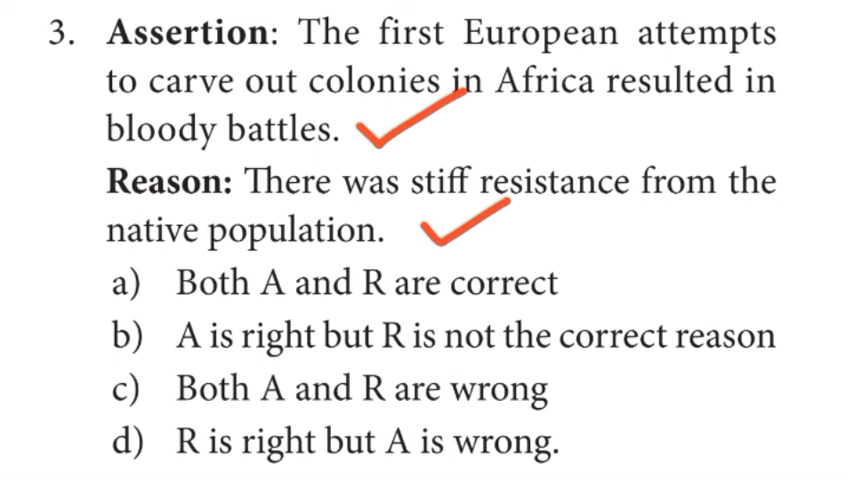 3. Assertion: The first European attempts
to carve out colonies in Africa resulted in
bloody battles.
Reason: There was stiff resistance from the
native population.
a) Both A and R are correct
b) A is right but R is not the correct reason
c) Both A and R are wrong
d) R is right but A is wrong.